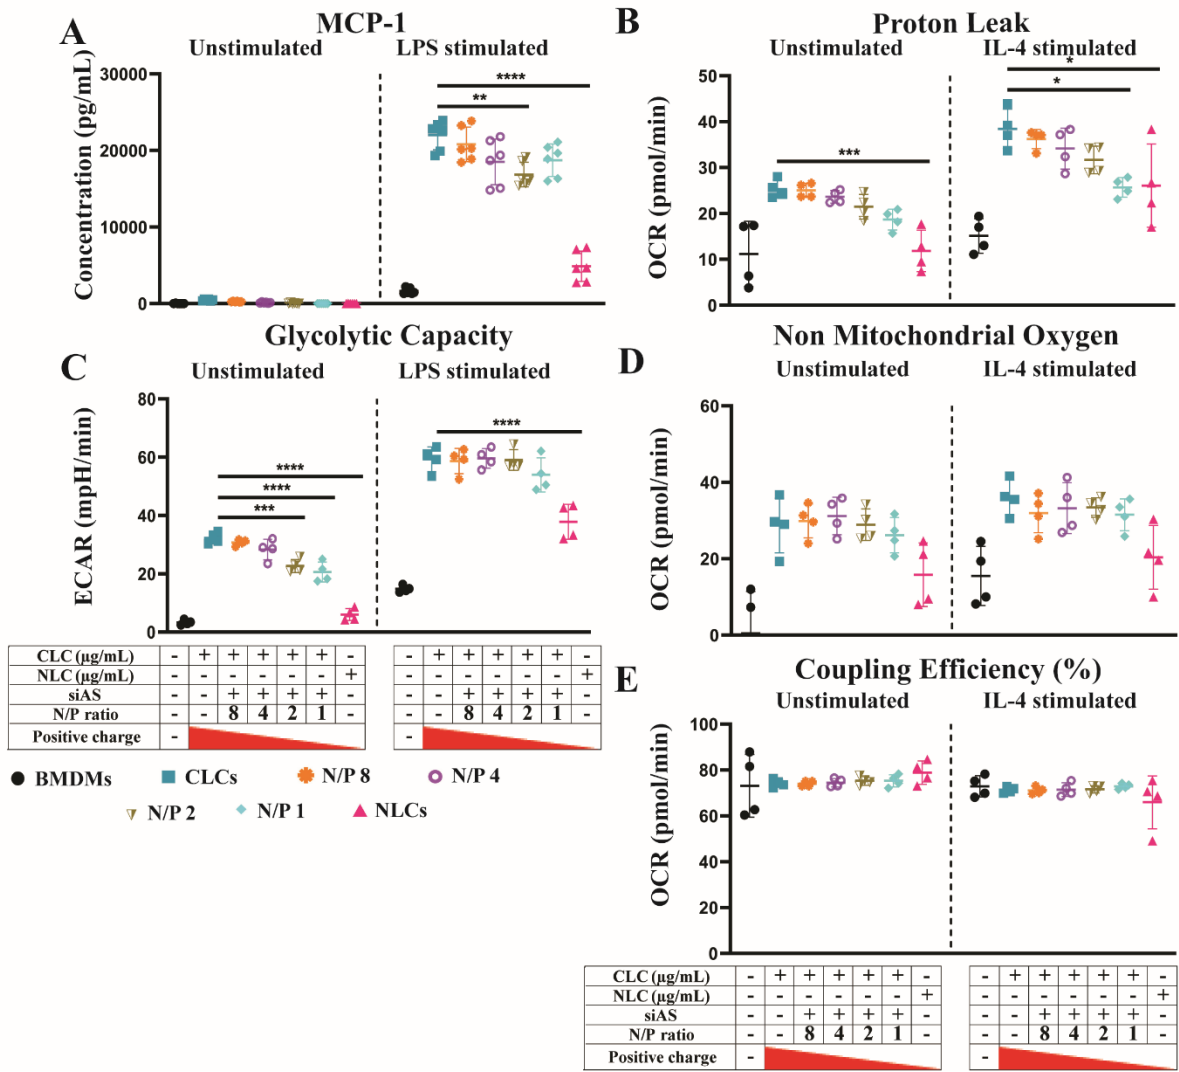 A
MCP-1
Unstimulated
LPS stimulated
Concentration (pg/mL)
30000
20000
10000
0
****
**
B
Proton Leak
Unstimulated
IL-4 stimulated
OCR (pmol/min)
50
40
30
20
10
0
***
*
*
C
Glycolytic Capacity
Unstimulated
LPS stimulated
ECAR (mpH/min)
80
60
40
20
0
****
****
***
****
CLC (µg/mL) - + + + + + - - + + + + + -
NLC (µg/mL) - - - - - - + - - - - - - +
siAS - - + + + + - - - + + + + -
N/P ratio - - 8 4 2 1 - - - 8 4 2 1 -
Positive charge - -
BMDMs CLCs N/P 8 N/P 4
N/P 2 N/P 1 NLCs
D
Non Mitochondrial Oxygen
Unstimulated
IL-4 stimulated
OCR (pmol/min)
60
40
20
0
E
Coupling Efficiency (%)
Unstimulated
IL-4 stimulated
OCR (pmol/min)
100
80
60
40
20
0
CLC (µg/mL) - + + + + + - - + + + + + -
NLC (µg/mL) - - - - - - + - - - - - - +
siAS - - + + + + - - - + + + + -
N/P ratio - - 8 4 2 1 - - - 8 4 2 1 -
Positive charge - -